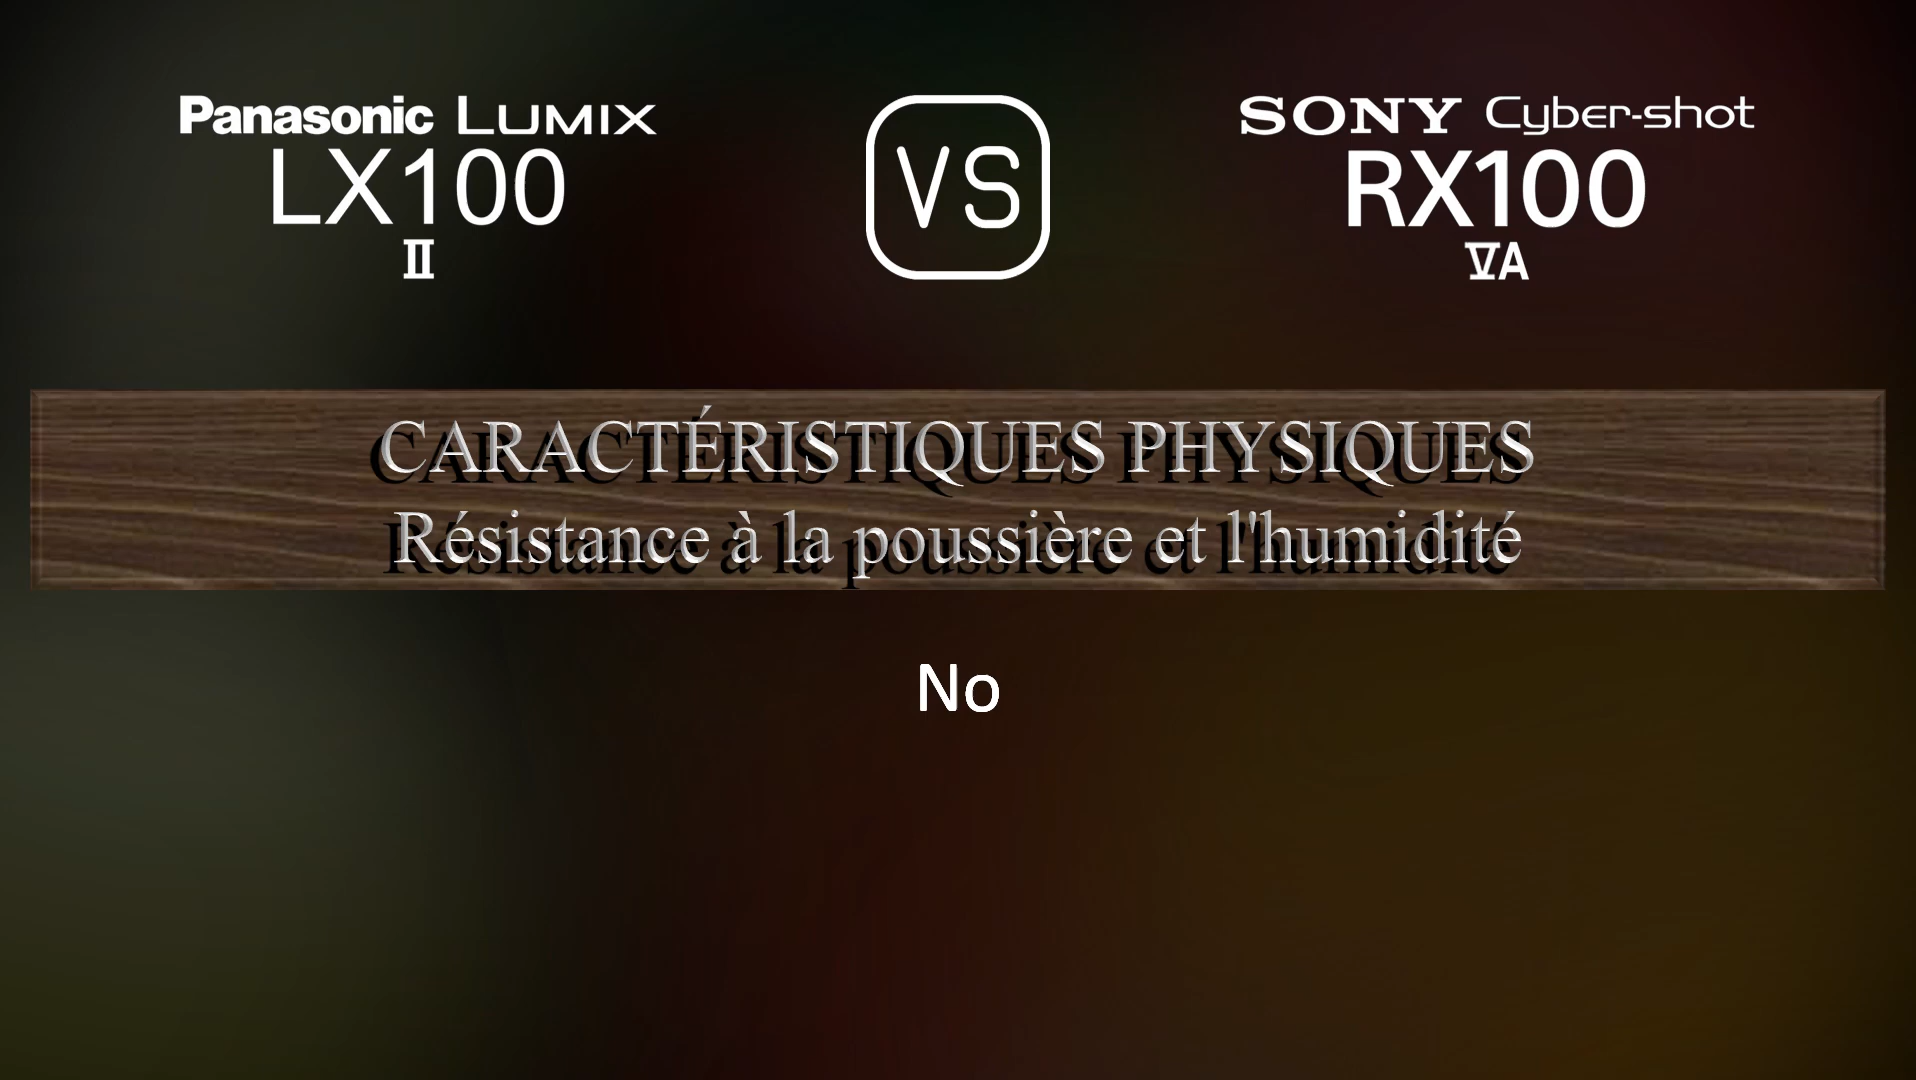 Panasonic LUMIX
LX100
II
VS
SONY Cyber-shot
RX100
VA
CARACTÉRISTIQUES PHYSIQUES
Résistance à la poussière et l'humidité
No